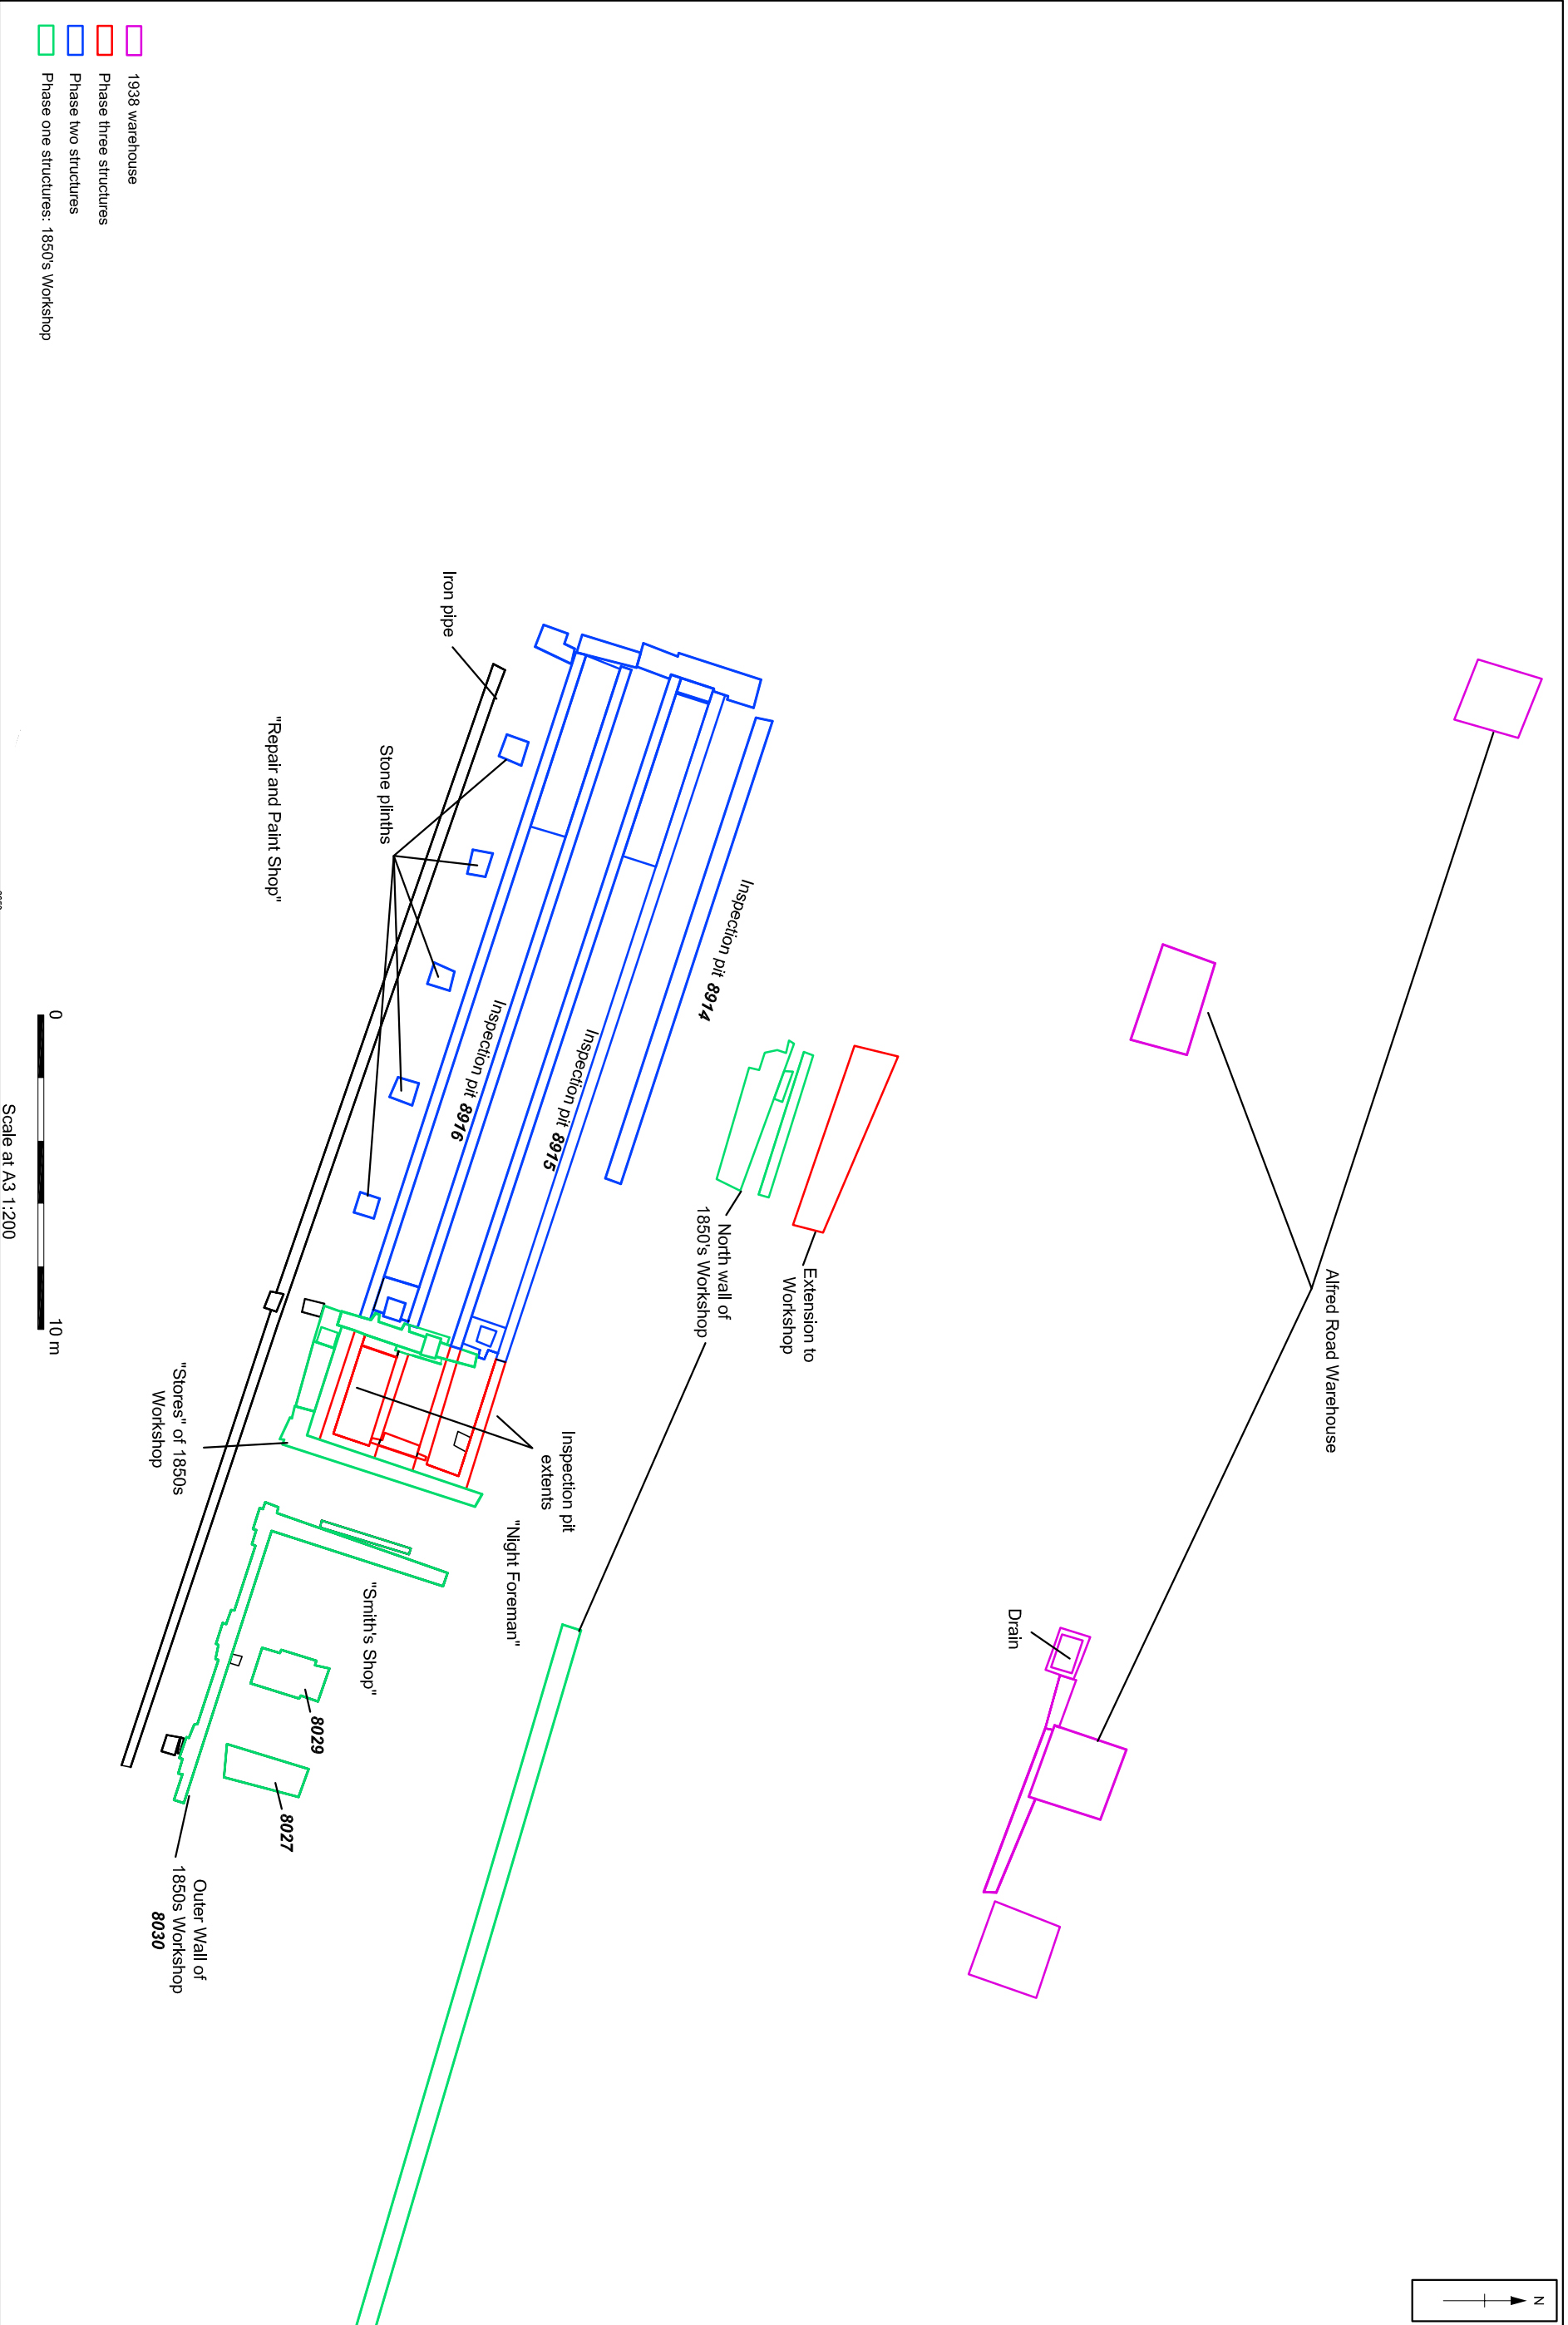 N
Alfred Road Warehouse
Drain
Extension to
Workshop
North wall of
1850's Workshop
Inspection pit 8914
Inspection pit 8915
Inspection pit 8916
Inspection pit
extents
"Night Foreman"
Iron pipe
Stone plinths
"Smith's Shop"
8029
8027
"Repair and Paint Shop"
"Stores" of 1850s
Workshop
Outer Wall of
1850s Workshop
8030
1938 warehouse
Phase three structures
Phase two structures
Phase one structures: 1850's Workshop
0
10 m
Scale at A3 1:200